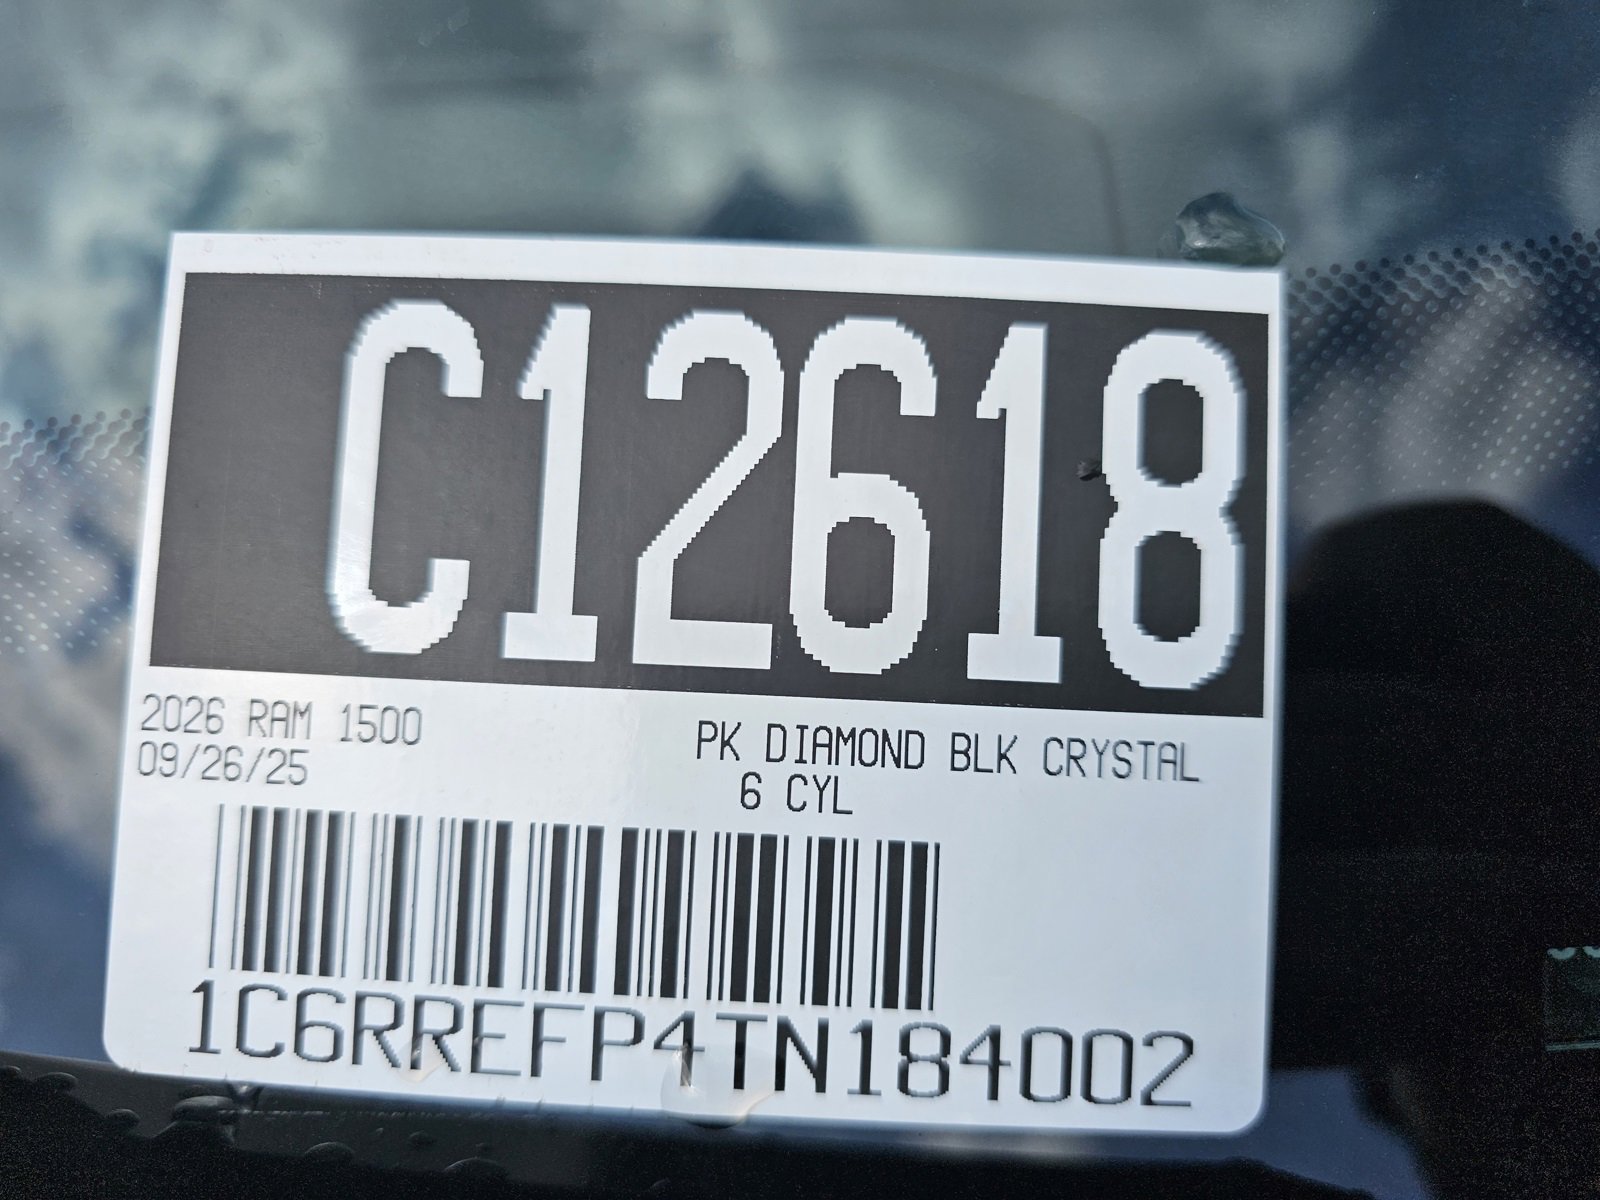 C12618
2026 RAM 1500
PK DIAMOND BLK CRYSTAL
09/26/25
6 CYL
1C6RREFP4TN184002